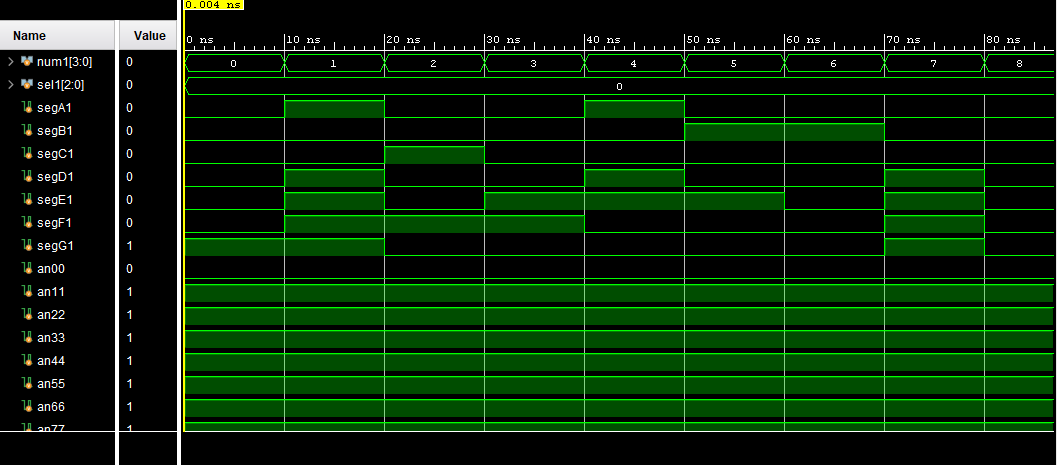 0.004 ns
Name Value 0 ns 10 ns 20 ns 30 ns 40 ns 50 ns 60 ns 70 ns 80 ns
num1[3:0] 0 0 1 2 3 4 5 6 7 8
sel1[2:0] 0 0
segA1 0
segB1 0
segC1 0
segD1 0
segE1 0
segF1 0
segG1 1
an00 0
an11 1
an22 1
an33 1
an44 1
an55 1
an66 1
an77 1